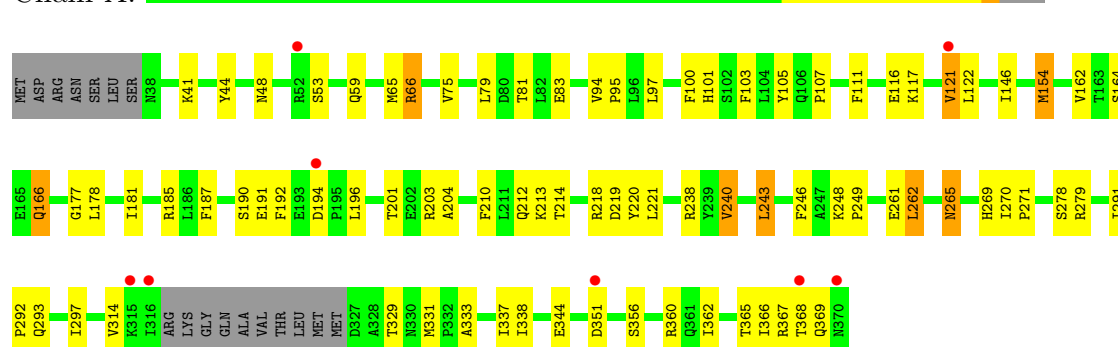 MET ASP ARG ASN SER LEU SER N38 K41 Y44 N48 R52 S53 Q59 M65 R66 V75 L79 D80 T81 L82 E83 V94 P95 L96 L97 F100 H101 S102 F103 L104 Y105 Q106 P107 F111 E116 K117 V121 L122 I146 M154 V162 T163
E165 Q166 G177 L178 I181 R185 L186 F187 S190 E191 F192 E193 D194 P195 L196 T201 E202 R203 A204 F210 L211 Q212 K213 T214 R218 D219 Y220 L221 R238 Y239 V240 L243 F246 A247 K248 P249 E261 L262 N265 H269 I270 P271 S278 R279
P292 Q293 I297 V314 K315 I316 ARG LYS GLY GLN ALA VAL THR LEU MET MET D327 A328 T329 N330 M331 P332 A333 I337 I338 E344 D351 S356 R360 Q361 I362 T365 I366 R367 T368 Q369 N370